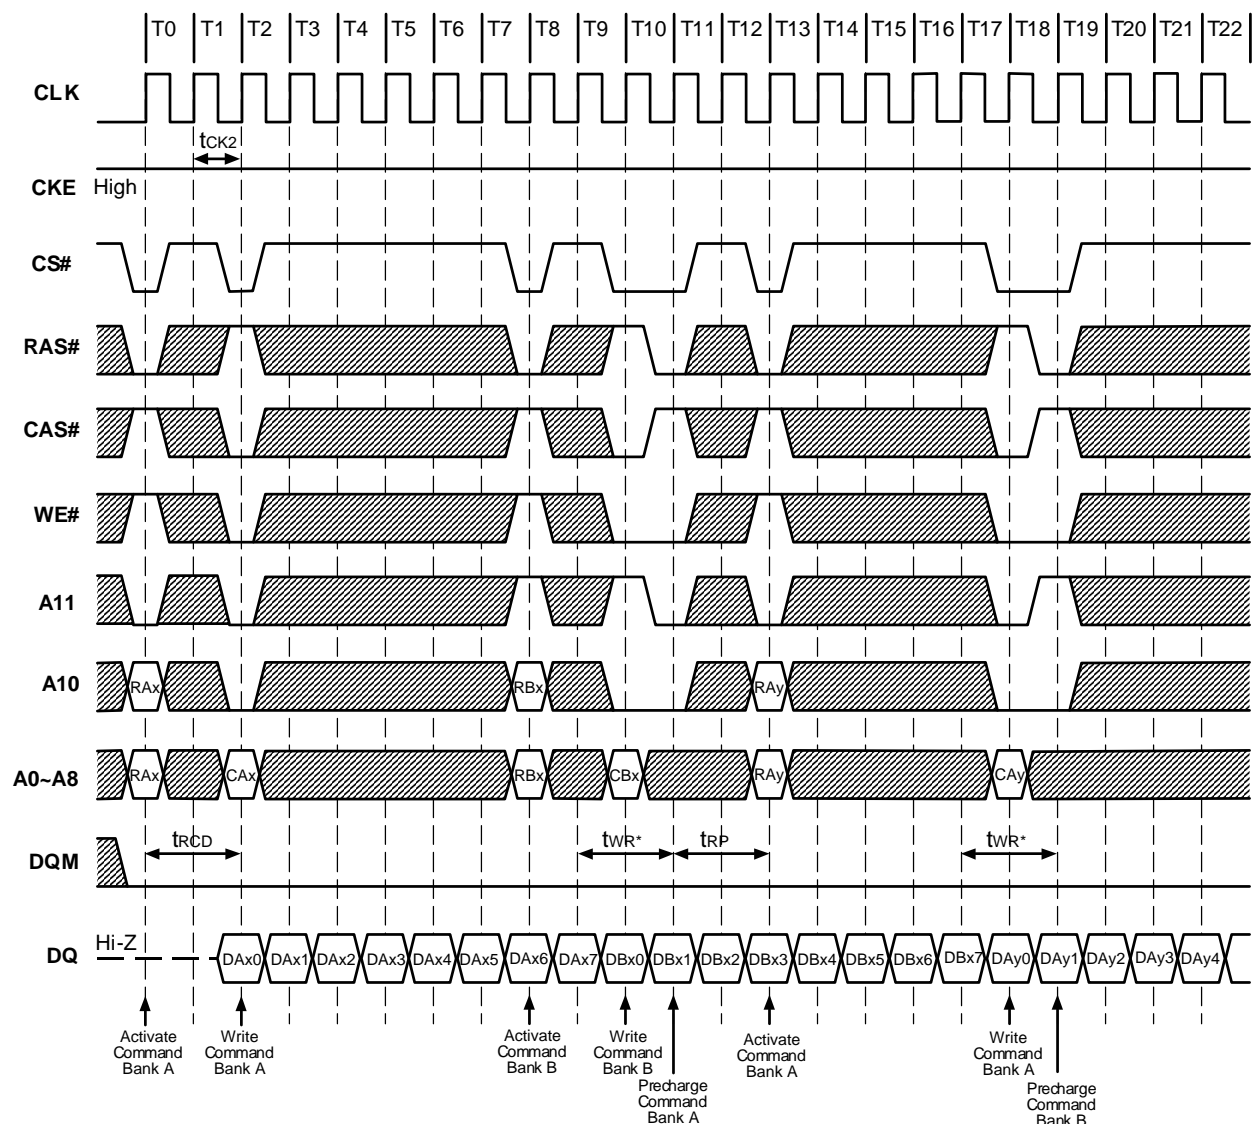 T0 T1 T2 T3 T4 T5 T6 T7 T8 T9 T10 T11 T12 T13 T14 T15 T16 T17 T18 T19 T20 T21 T22
CLK
tCK2
CKE High
CS#
RAS#
CAS#
WE#
A11
A10 RAx RBx RAy
A0~A8 RAx CAx RBx CBx RAy CAy
tRCD tWR* tRP tWR*
DQM
Hi-Z
DQ DAx0 DAx1 DAx2 DAx3 DAx4 DAx5 DAx6 DAx7 DBx0 DBx1 DBx2 DBx3 DBx4 DBx5 DBx6 DBx7 DAy0 DAy1 DAy2 DAy3 DAy4
Activate
Command
Bank A
Write
Command
Bank A
Activate
Command
Bank B
Write
Command
Bank B
Precharge
Command
Bank A
Activate
Command
Bank A
Write
Command
Bank A
Precharge
Command
Bank B